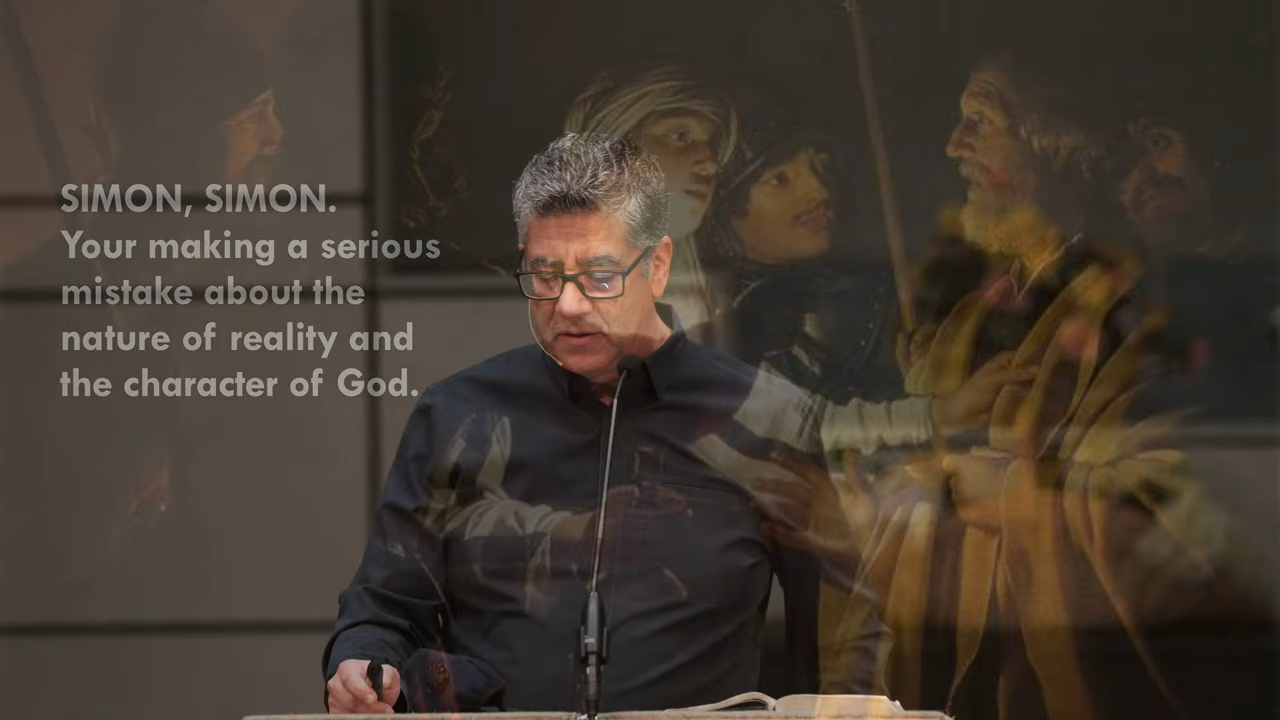 SIMON, SIMON.
Your making a serious
mistake about the
nature of reality and
the character of God.